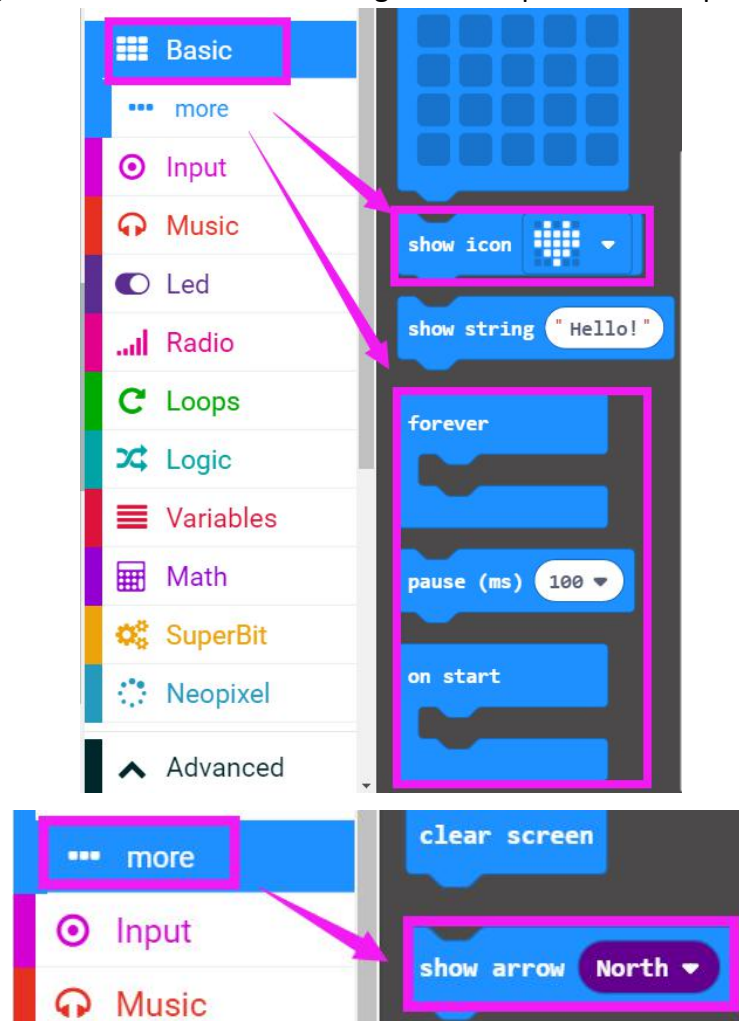 Basic
more
Input
Music
Led
Radio
Loops
Logic
Variables
Math
SuperBit
Neopixel
Advanced
show icon
show string "Hello!"
forever
pause (ms) 100
on start
more
Input
Music
clear screen
show arrow North